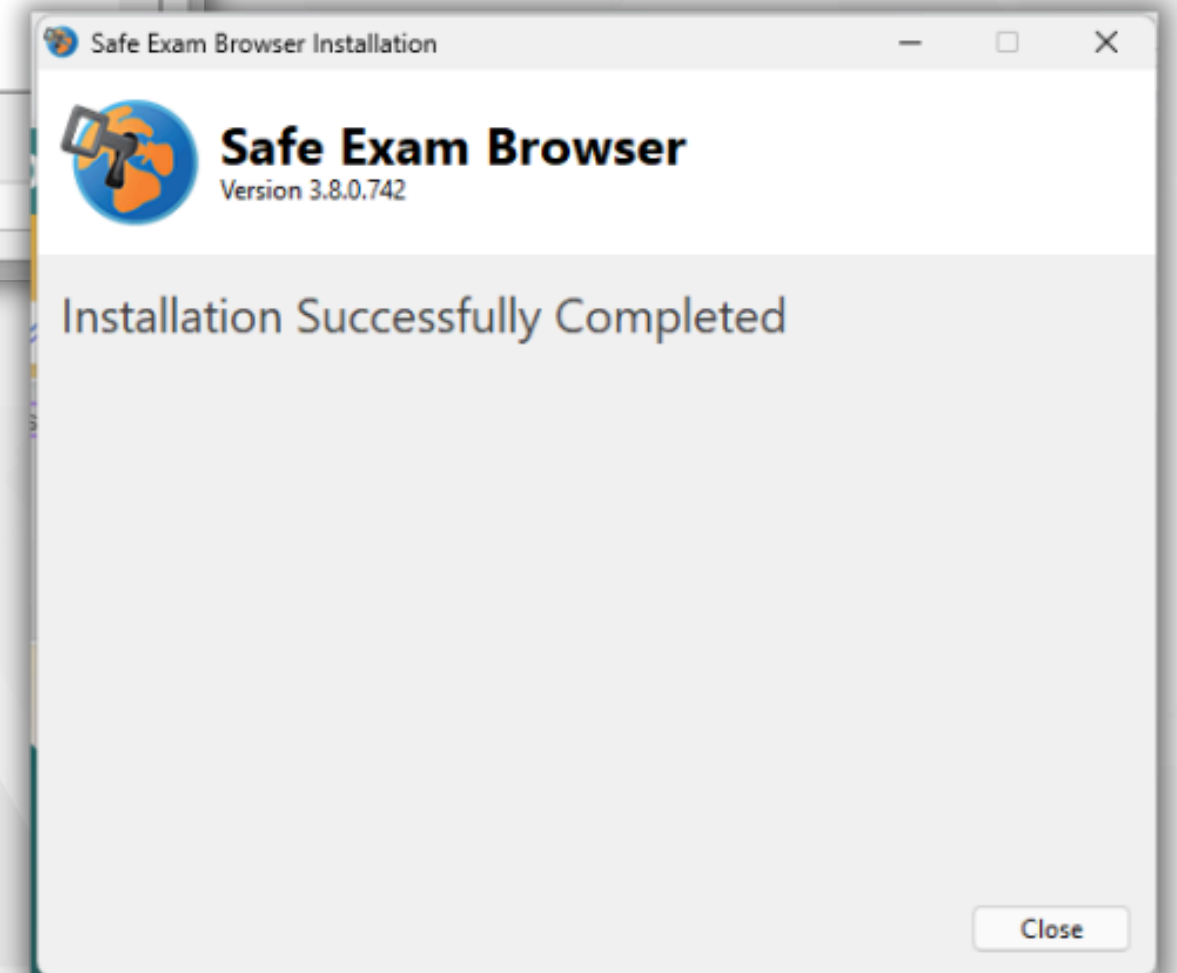 Safe Exam Browser Installation
Safe Exam Browser
Version 3.8.0.742
Installation Successfully Completed
Close